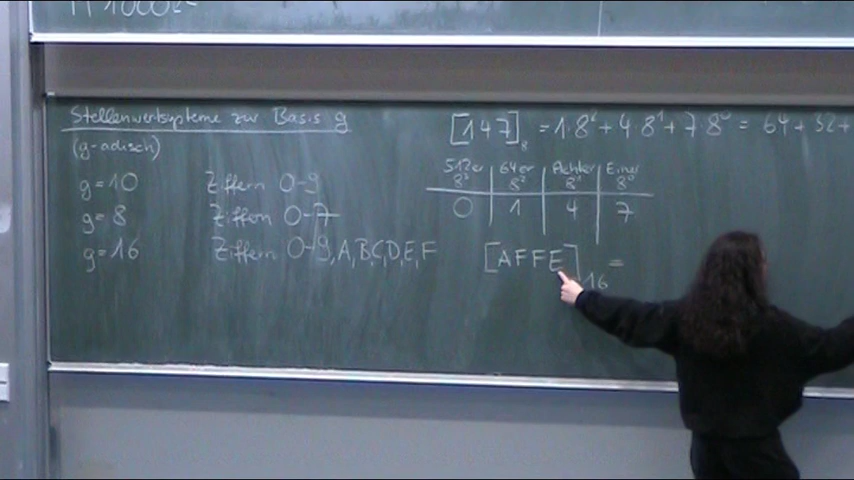 Stellenwertsysteme zur Basis g
(g-adisch)
g=10 Ziffern 0-9
g=8 Ziffern 0-7
g=16 Ziffern 0-9,A,B,C,D,E,F
[147]₈ = 1·8² + 4·8¹ + 7·8⁰ = 64 + 32 +
512er 64er Achter Einer
8³ 8² 8¹ 8⁰
0 1 4 7
[AFFE]₁₆ =